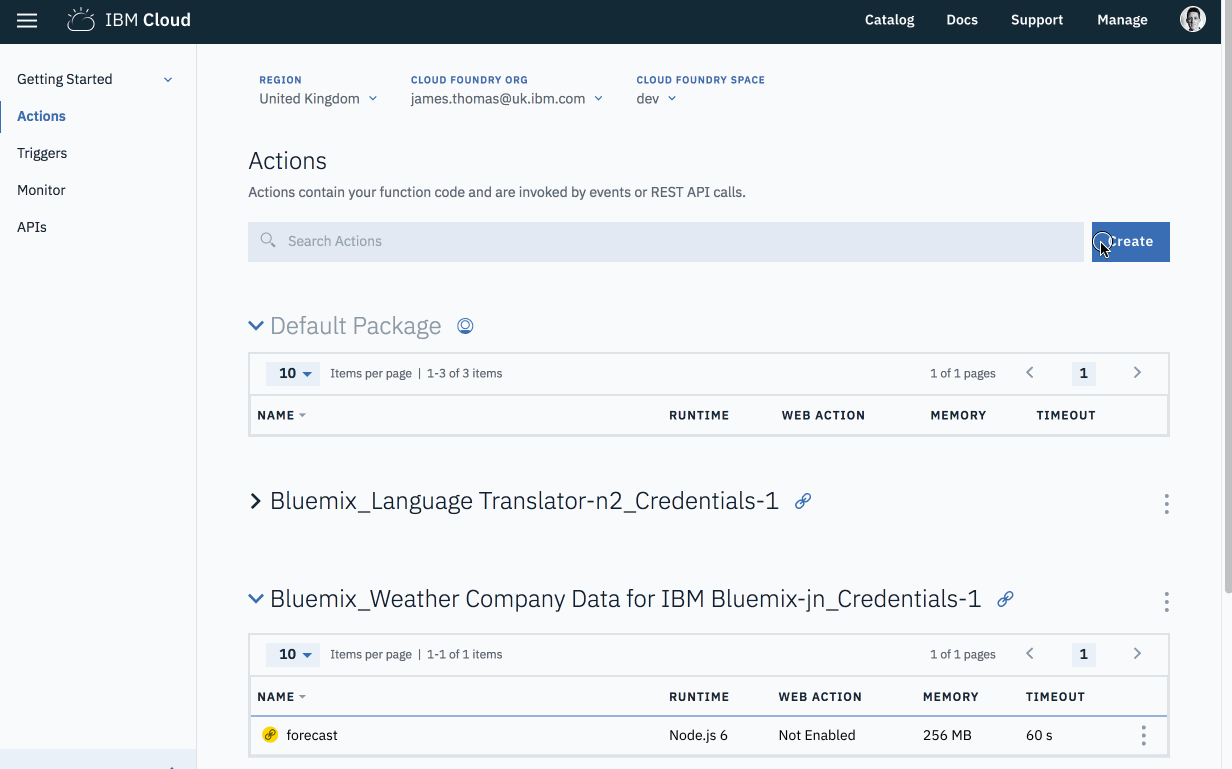 IBM Cloud Catalog Docs Support Manage
Getting Started
Actions
Triggers
Monitor
APIs
REGION CLOUD FOUNDRY ORG CLOUD FOUNDRY SPACE
United Kingdom james.thomas@uk.ibm.com dev
Actions
Actions contain your function code and are invoked by events or REST API calls.
Search Actions Create
Default Package
10 Items per page | 1-3 of 3 items 1 of 1 pages 1
NAME RUNTIME WEB ACTION MEMORY TIMEOUT
Bluemix_Language Translator-n2_Credentials-1
Bluemix_Weather Company Data for IBM Bluemix-jn_Credentials-1
10 Items per page | 1-1 of 1 items 1 of 1 pages 1
NAME RUNTIME WEB ACTION MEMORY TIMEOUT
forecast Node.js 6 Not Enabled 256 MB 60 s